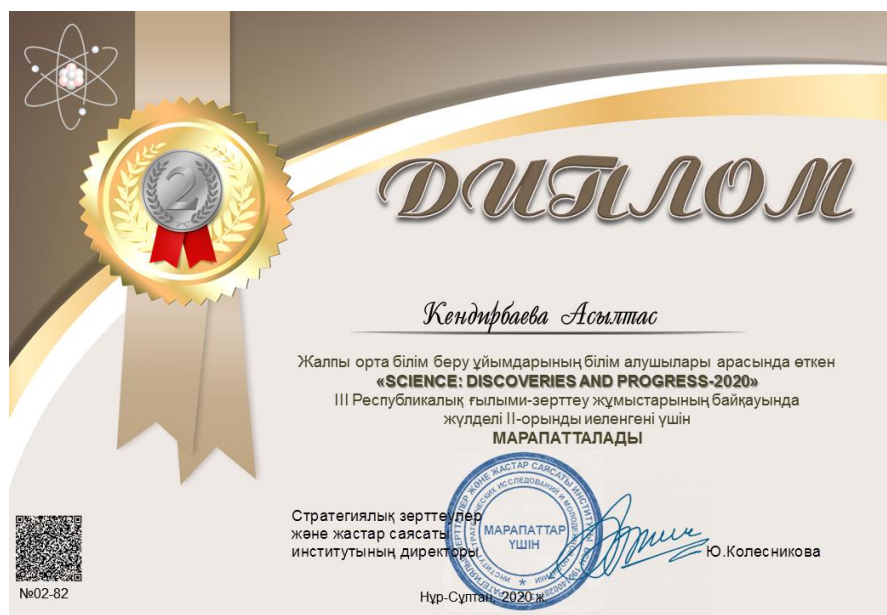 2
ДИПЛОМ
Кендирбаева Асылтас
Жалпы орта білім беру ұйымдарының білім алушылары арасында өткен
«SCIENCE: DISCOVERIES AND PROGRESS-2020»
III Республикалық ғылыми-зерттеу жұмыстарының байқауында
жүлделі II-орынды иеленгені үшін
МАРАПАТТАЛАДЫ
Стратегиялық зерттеулер
және жастар саясаты
институтының директоры
МАРАПАТТАР
ҮШІН
Ю.Колесникова
№02-82
Нұр-Сұлтан, 2020 ж.